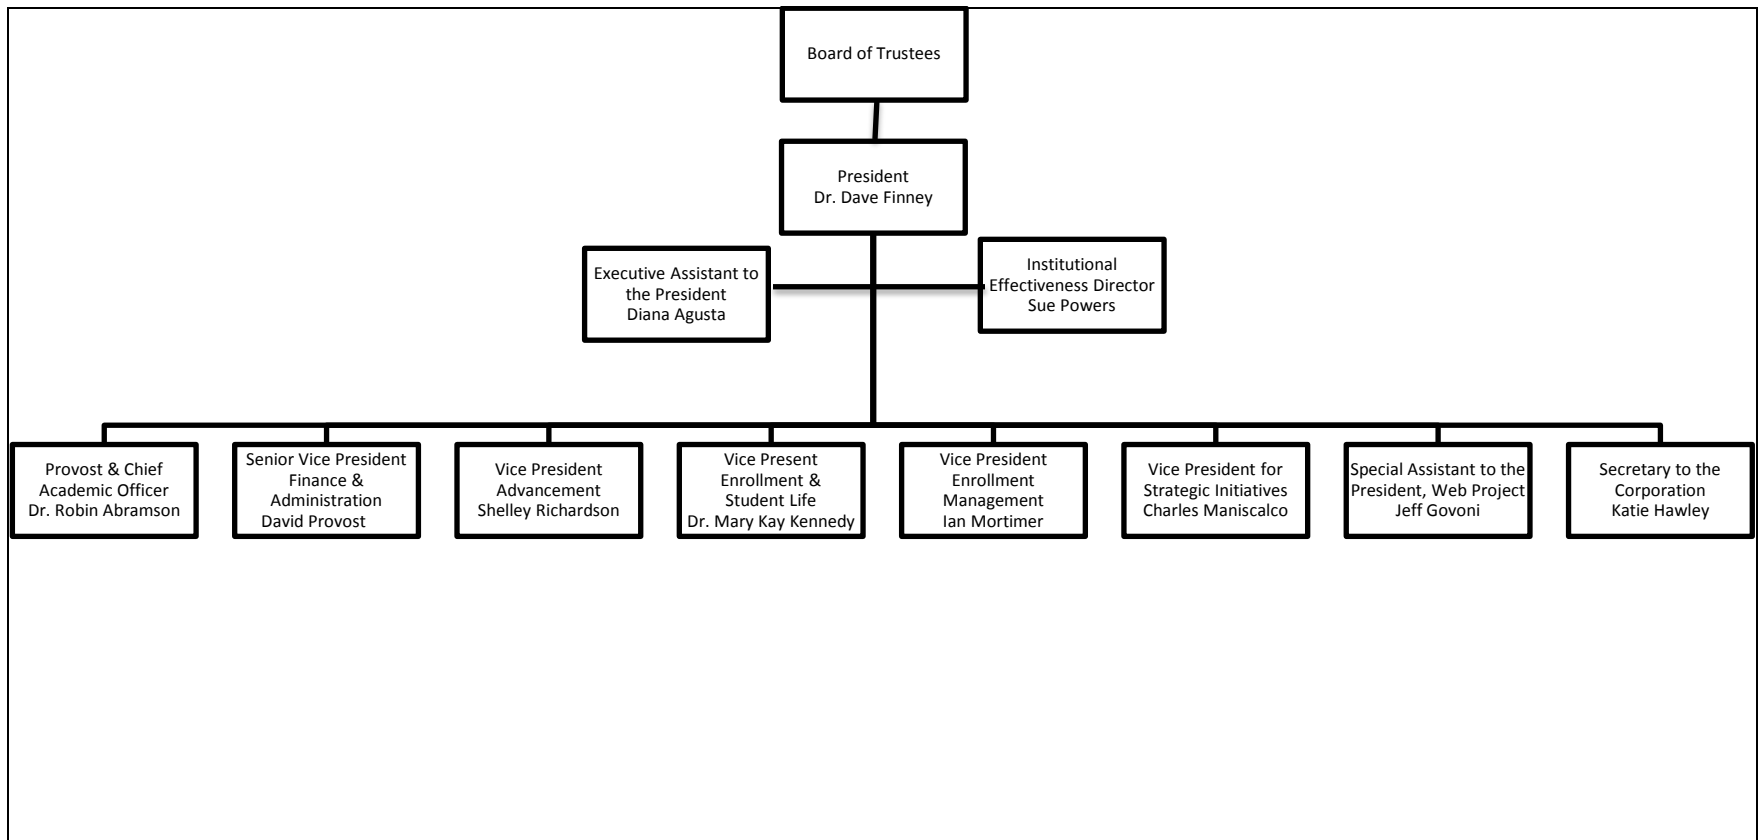 Board of Trustees
President
Dr. Dave Finney
Executive Assistant to
the President
Diana Agusta
Institutional
Effectiveness Director
Sue Powers
Provost & Chief
Academic Officer
Dr. Robin Abramson
Senior Vice President
Finance &
Administration
David Provost
Vice President
Advancement
Shelley Richardson
Vice Present
Enrollment &
Student Life
Dr. Mary Kay Kennedy
Vice President
Enrollment
Management
Ian Mortimer
Vice President for
Strategic Initiatives
Charles Maniscalco
Special Assistant to the
President, Web Project
Jeff Govoni
Secretary to the
Corporation
Katie Hawley